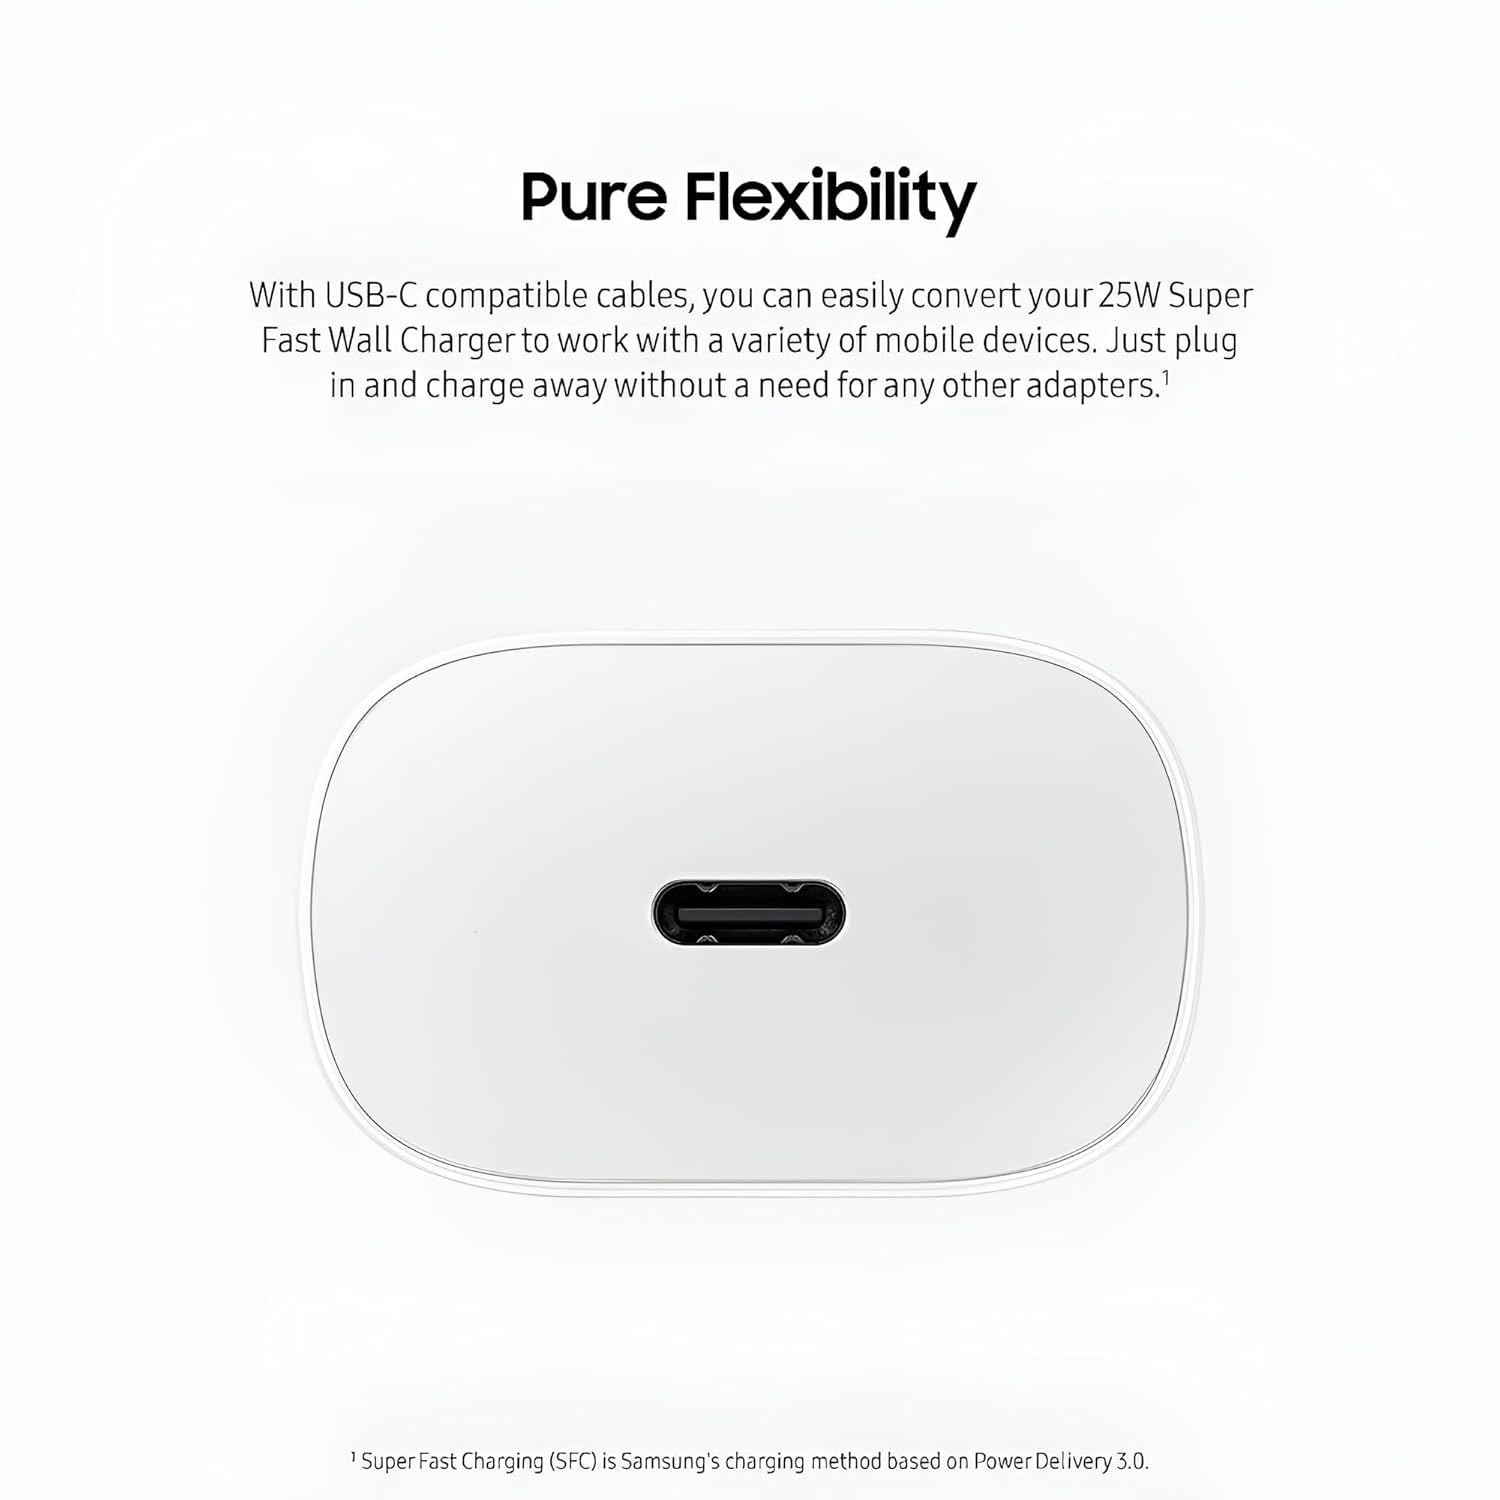 Pure Flexibility
With USB-C compatible cables, you can easily convert your 25W Super
Fast Wall Charger to work with a variety of mobile devices. Just plug
in and charge away without a need for any other adapters.¹
¹ Super Fast Charging (SFC) is Samsung's charging method based on Power Delivery 3.0.